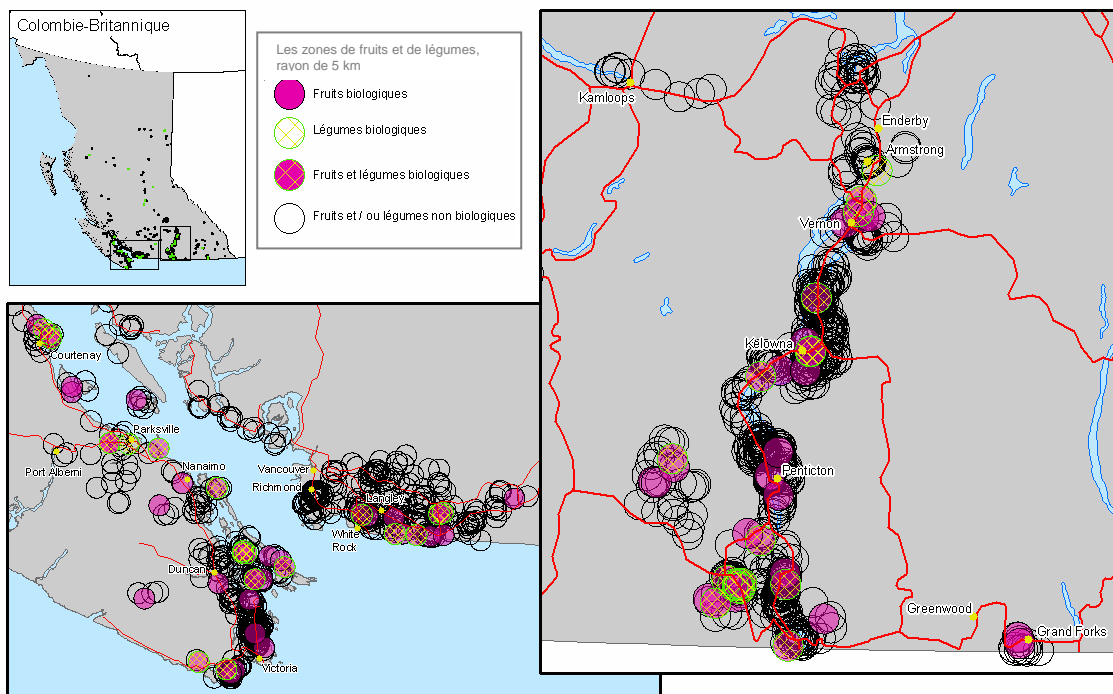 Colombie-Britannique
Les zones de fruits et de légumes,
rayon de 5 km
Fruits biologiques
Légumes biologiques
Fruits et légumes biologiques
Fruits et / ou légumes non biologiques
Kamloops
Enderby
Armstrong
Vernon
Kelowna
Penticton
Greenwood
Grand Forks
Courtenay
Parksville
Port Alberni
Nanaimo
Vancouver
Richmond
Langley
White
Rock
Duncan
Victoria